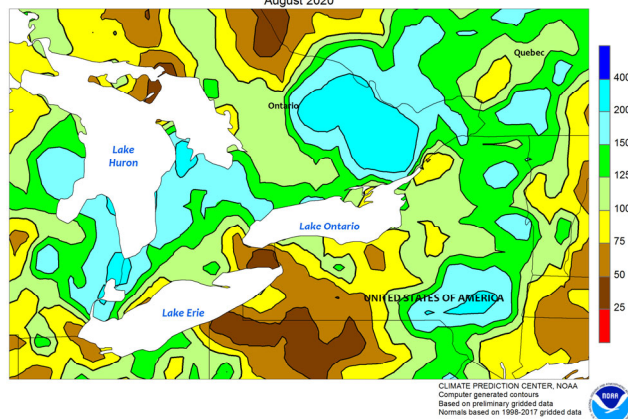 August 2020
Quebec
Ontario
Lake
Huron
Lake Ontario
UNITED STATES OF AMERICA
Lake Erie
400
200
150
125
100
75
50
25
CLIMATE PREDICTION CENTER, NOAA
Computer generated contours
Based on preliminary gridded data
Normals based on 1998-2017 gridded data
NOAA